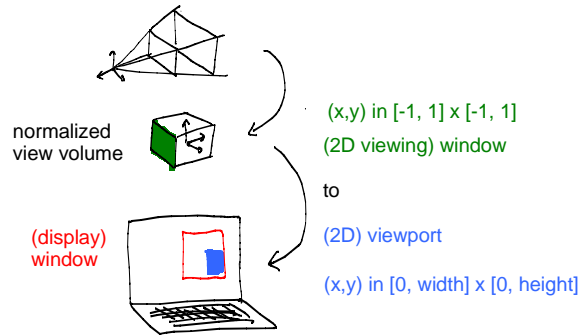 (x,y) in [-1, 1] x [-1, 1]
normalized
view volume
(2D viewing) window
to
(display)
window
(2D) viewport
(x,y) in [0, width] x [0, height]